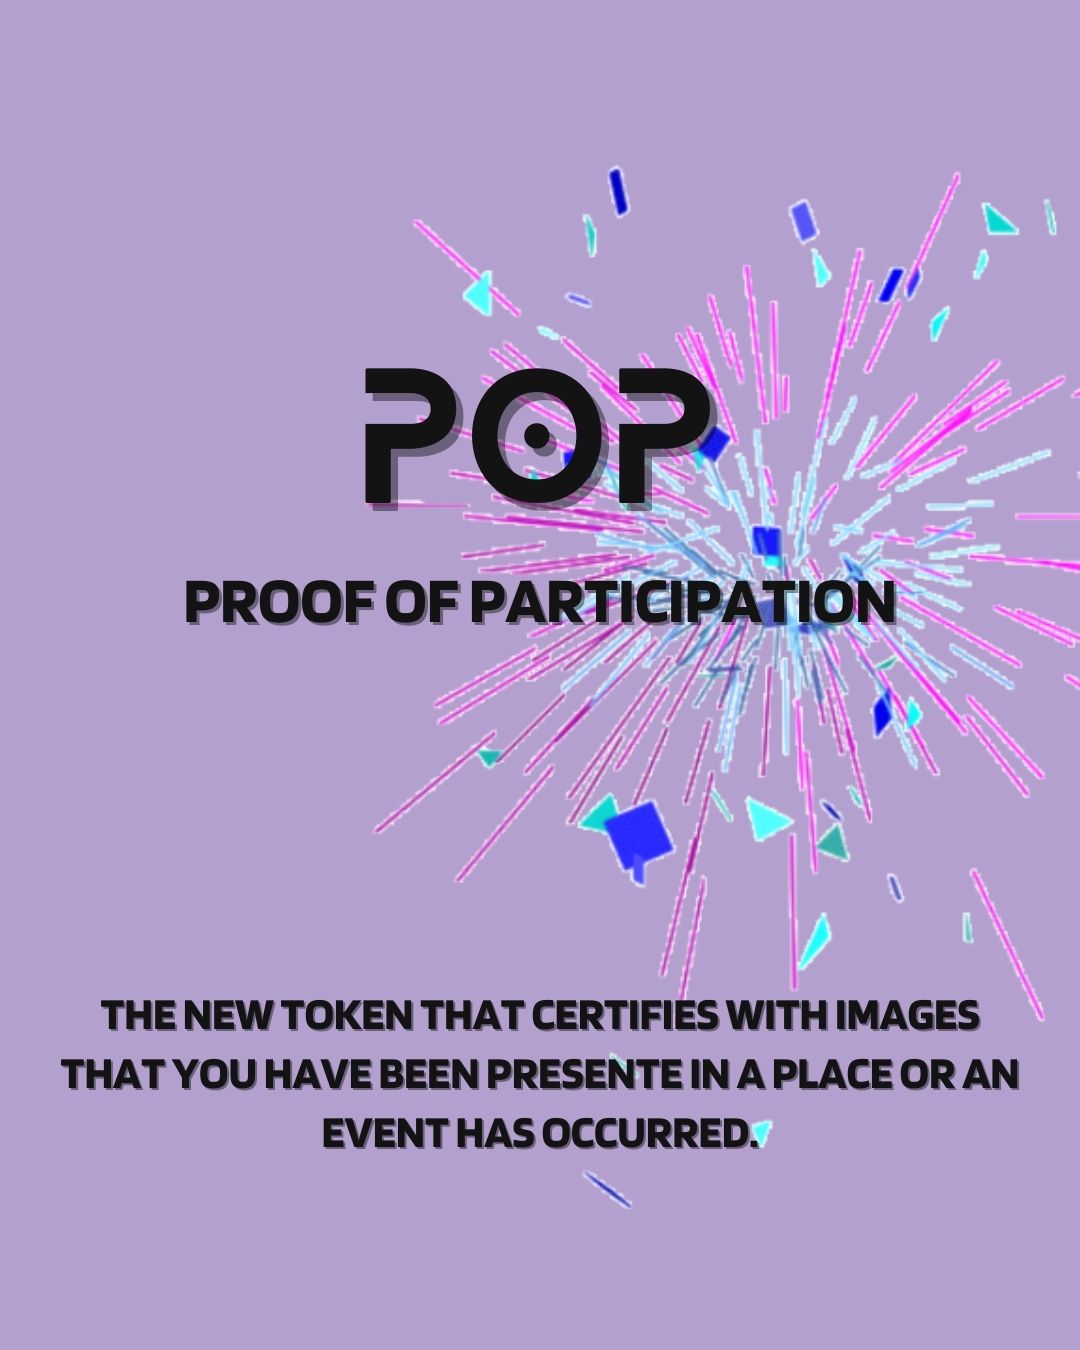 POP
PROOF OF PARTICIPATION
THE NEW TOKEN THAT CERTIFIES WITH IMAGES
THAT YOU HAVE BEEN PRESENTE IN A PLACE OR AN
EVENT HAS OCCURRED.